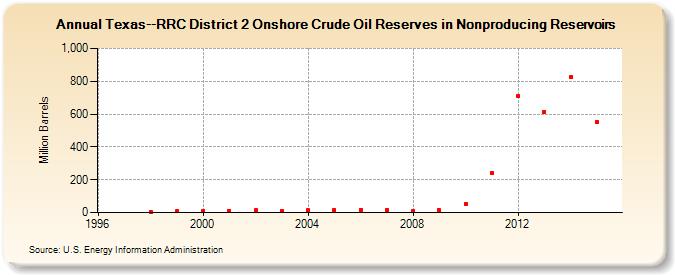 Annual Texas--RRC District 2 Onshore Crude Oil Reserves in Nonproducing Reservoirs
Million Barrels
1,000
800
600
400
200
0
1996 2000 2004 2008 2012
Source: U.S. Energy Information Administration